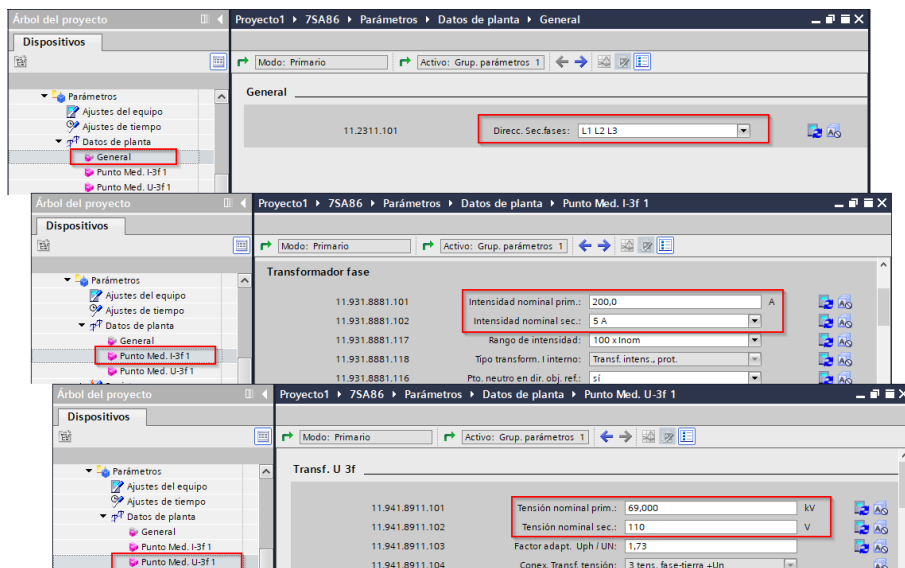 Árbol del proyecto
Proyecto1 ▸ 7SA86 ▸ Parámetros ▸ Datos de planta ▸ General
Dispositivos
Modo: Primario
Activo: Grup. parámetros 1
General
Parámetros
Ajustes del equipo
Ajustes de tiempo
Datos de planta
General
Punto Med. I-3f 1
Punto Med. U-3f 1
11.2311.101 Direcc. Sec.fases: L1 L2 L3
Árbol del proyecto
Proyecto1 ▸ 7SA86 ▸ Parámetros ▸ Datos de planta ▸ Punto Med. I-3f 1
Dispositivos
Modo: Primario
Activo: Grup. parámetros 1
Transformador fase
Parámetros
Ajustes del equipo
Ajustes de tiempo
Datos de planta
General
Punto Med. I-3f 1
Punto Med. U-3f 1
11.931.8881.101 Intensidad nominal prim.: 200,0 A
11.931.8881.102 Intensidad nominal sec.: 5 A
11.931.8881.117 Rango de intensidad: 100 x Inom
11.931.8881.118 Tipo transform. I interno: Transf. intens., prot.
11.931.8881.116 Pto. neutro en dir. obj. ref.: sí
Árbol del proyecto
Proyecto1 ▸ 7SA86 ▸ Parámetros ▸ Datos de planta ▸ Punto Med. U-3f 1
Dispositivos
Modo: Primario
Activo: Grup. parámetros 1
Transf. U 3f
Parámetros
Ajustes del equipo
Ajustes de tiempo
Datos de planta
General
Punto Med. I-3f 1
Punto Med. U-3f 1
11.941.8911.101 Tensión nominal prim.: 69,000 kV
11.941.8911.102 Tensión nominal sec.: 110 V
11.941.8911.103 Factor adapt. Uph / UN: 1,73
11.941.8911.104 Conex. Transf. tensión: 3 tens. fase-tierra +Un